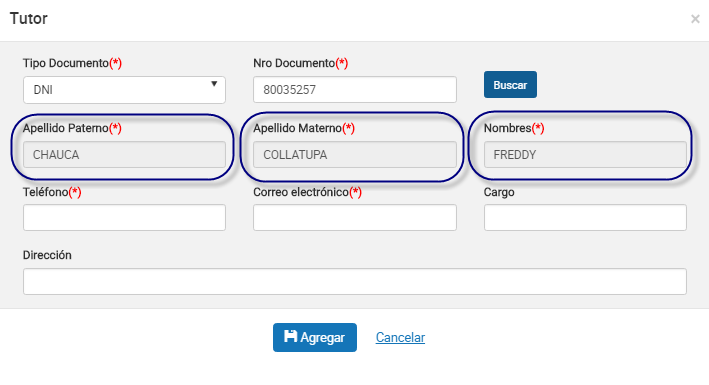 Tutor ×
Tipo Documento(*) Nro Documento(*)
DNI 80035257 Buscar
Apellido Paterno(*) Apellido Materno(*) Nombres(*)
CHAUCA COLLATUPA FREDDY
Teléfono(*) Correo electrónico(*) Cargo
Dirección
Agregar Cancelar